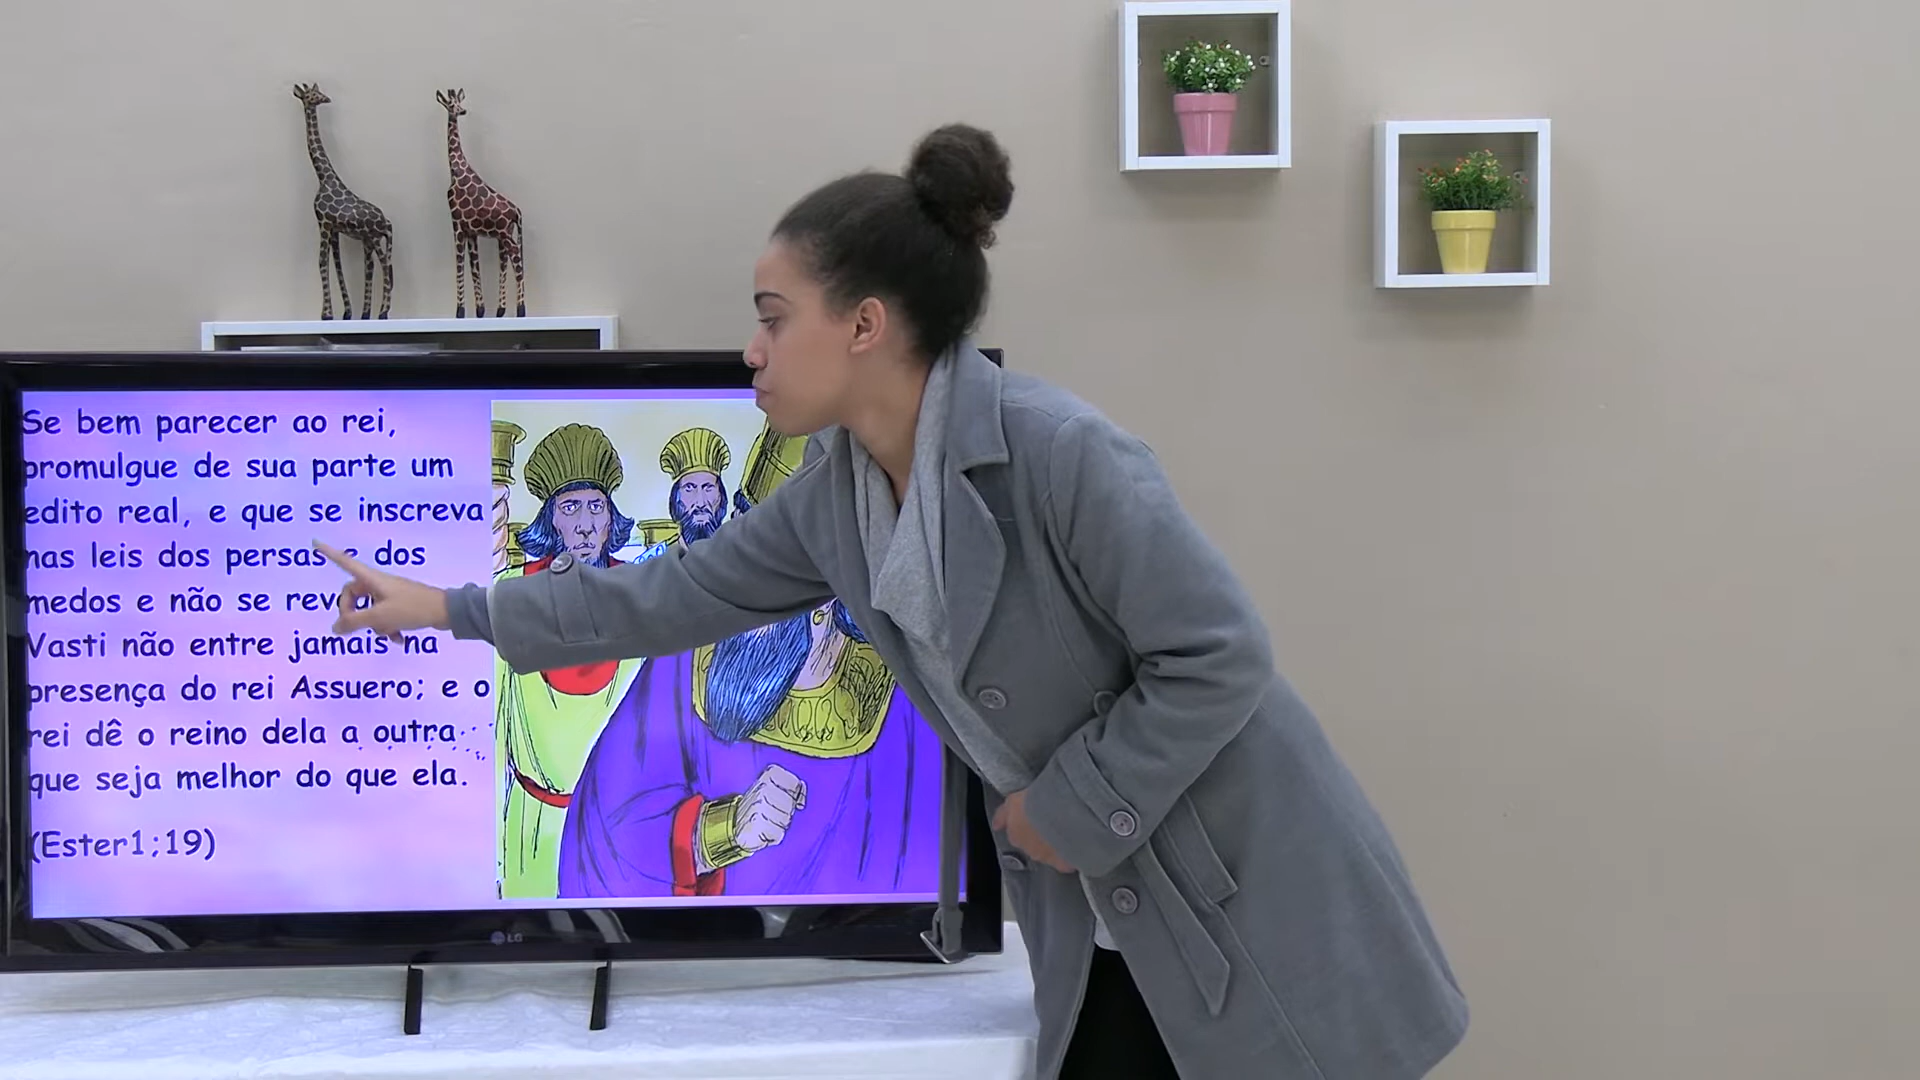 Se bem parecer ao rei,
promulgue de sua parte um
edito real, e que se inscreva
nas leis dos persas e dos
medos e não se
Vasti não entre jamais na
presença do rei Assuero; e o
rei dê o reino dela a outra
que seja melhor do que ela.
(Ester1;19)
LG